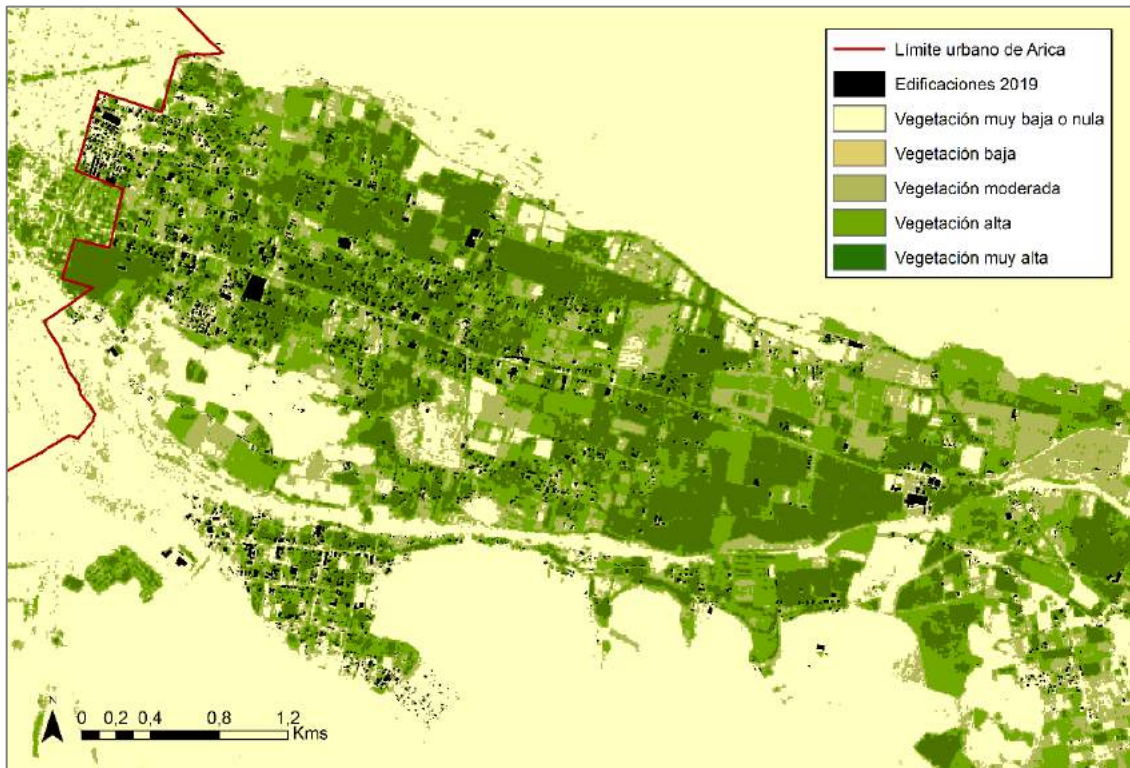 Límite urbano de Arica
Edificaciones 2019
Vegetación muy baja o nula
Vegetación baja
Vegetación moderada
Vegetación alta
Vegetación muy alta
N
0 0,2 0,4 0,8 1,2
Kms